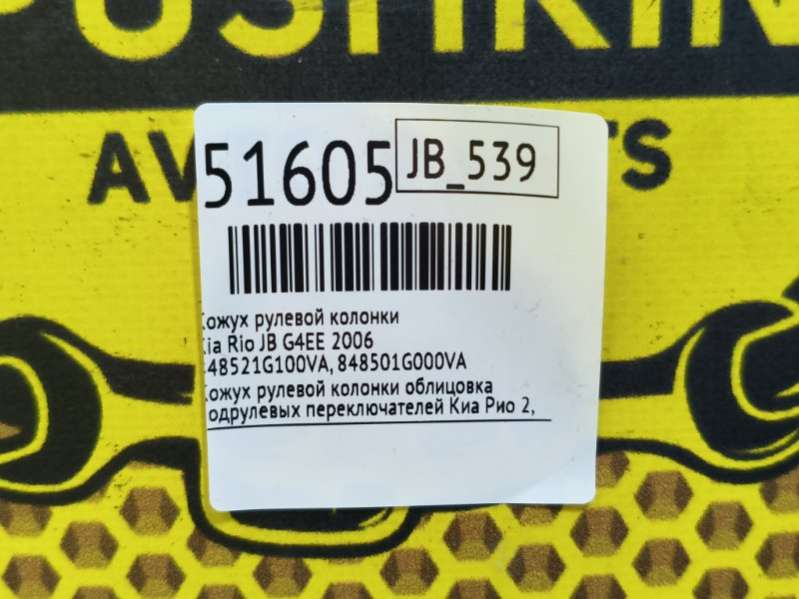 PUSHKIN
AV TS
51605 JB_539
Кожух рулевой колонки
Kia Rio JB G4EE 2006
848521G100VA, 848501G000VA
Кожух рулевой колонки облицовка
подрулевых переключателей Киа Рио 2,